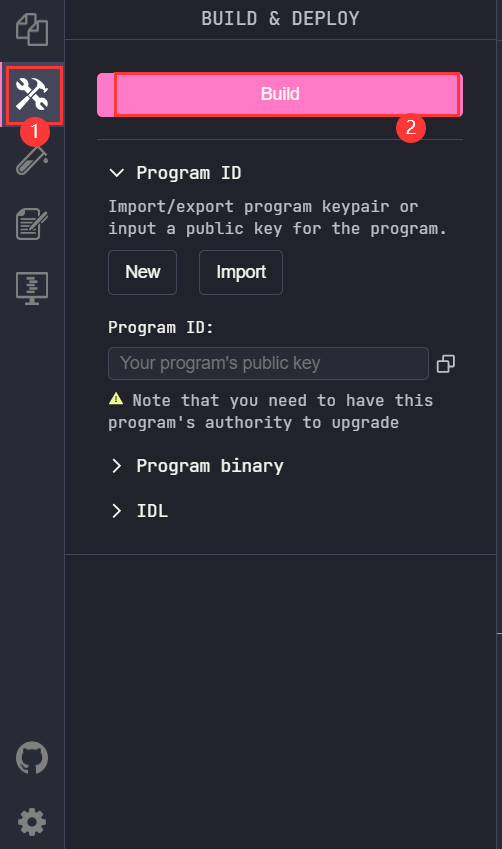 BUILD & DEPLOY
1
Build
2
Program ID
Import/export program keypair or
input a public key for the program.
New
Import
Program ID:
Your program's public key
Note that you need to have this
program's authority to upgrade
Program binary
IDL